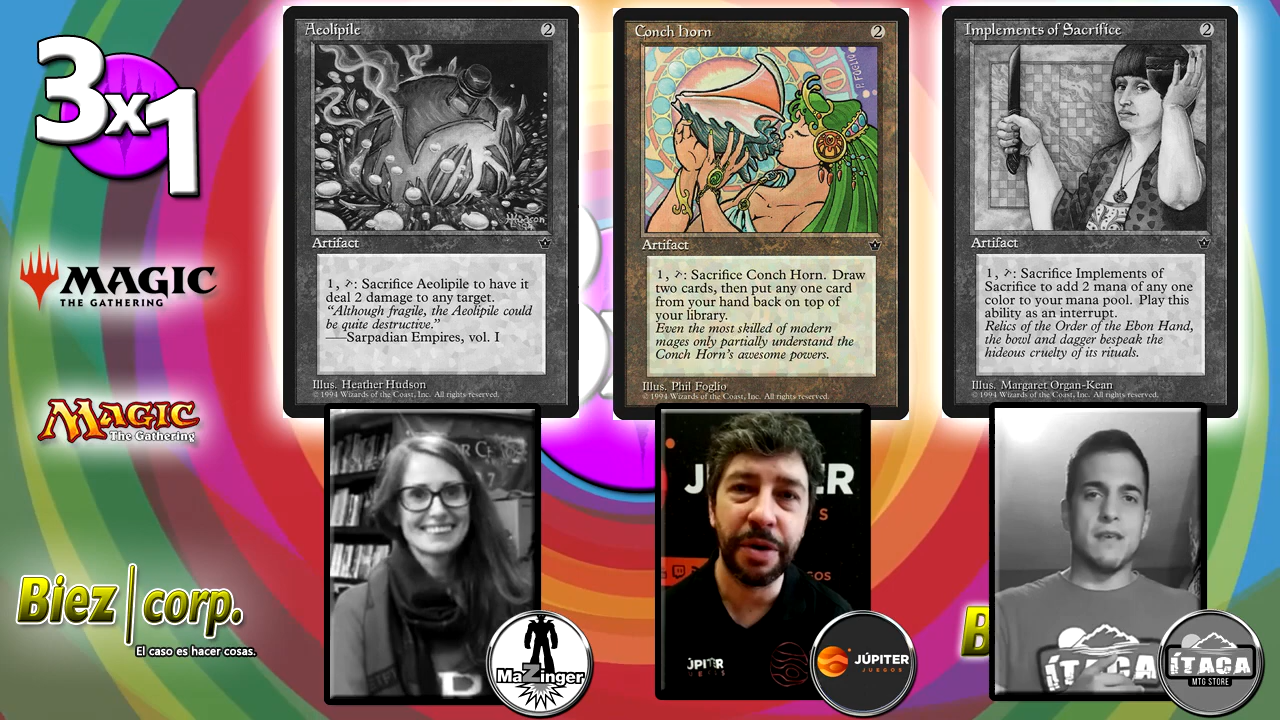 3x1
MAGIC
THE GATHERING
Magic
The Gathering
Biez|corp.
El caso es hacer cosas.
Aeolipile 2
Artifact
1, : Sacrifice Aeolipile to have it
deal 2 damage to any target.
“Although fragile, the Aeolipile could
be quite destructive.”
—Sarpadian Empires, vol. I
Illus. Heather Hudson
© 1994 Wizards of the Coast, Inc. All rights reserved.
Conch Horn 2
Artifact
1, : Sacrifice Conch Horn. Draw
two cards, then put any one card
from your hand back on top of
your library.
Even the most skilled of modern
mages only partially understand the
Conch Horn's awesome powers.
Illus. Phil Foglio
© 1994 Wizards of the Coast, Inc. All rights reserved.
Implements of Sacrifice 2
Artifact
1, : Sacrifice Implements of
Sacrifice to add 2 mana of any one
color to your mana pool. Play this
ability as an interrupt.
Relics of the Order of the Ebon Hand,
the bowl and dagger bespeak the
hideous cruelty of its rituals.
Illus. Margaret Organ-Kean
© 1994 Wizards of the Coast, Inc. All rights reserved.
MaZinger
JÚPITER
JÚPITER
JUEGOS
ÍTACA
ÍTACA
MTG STORE